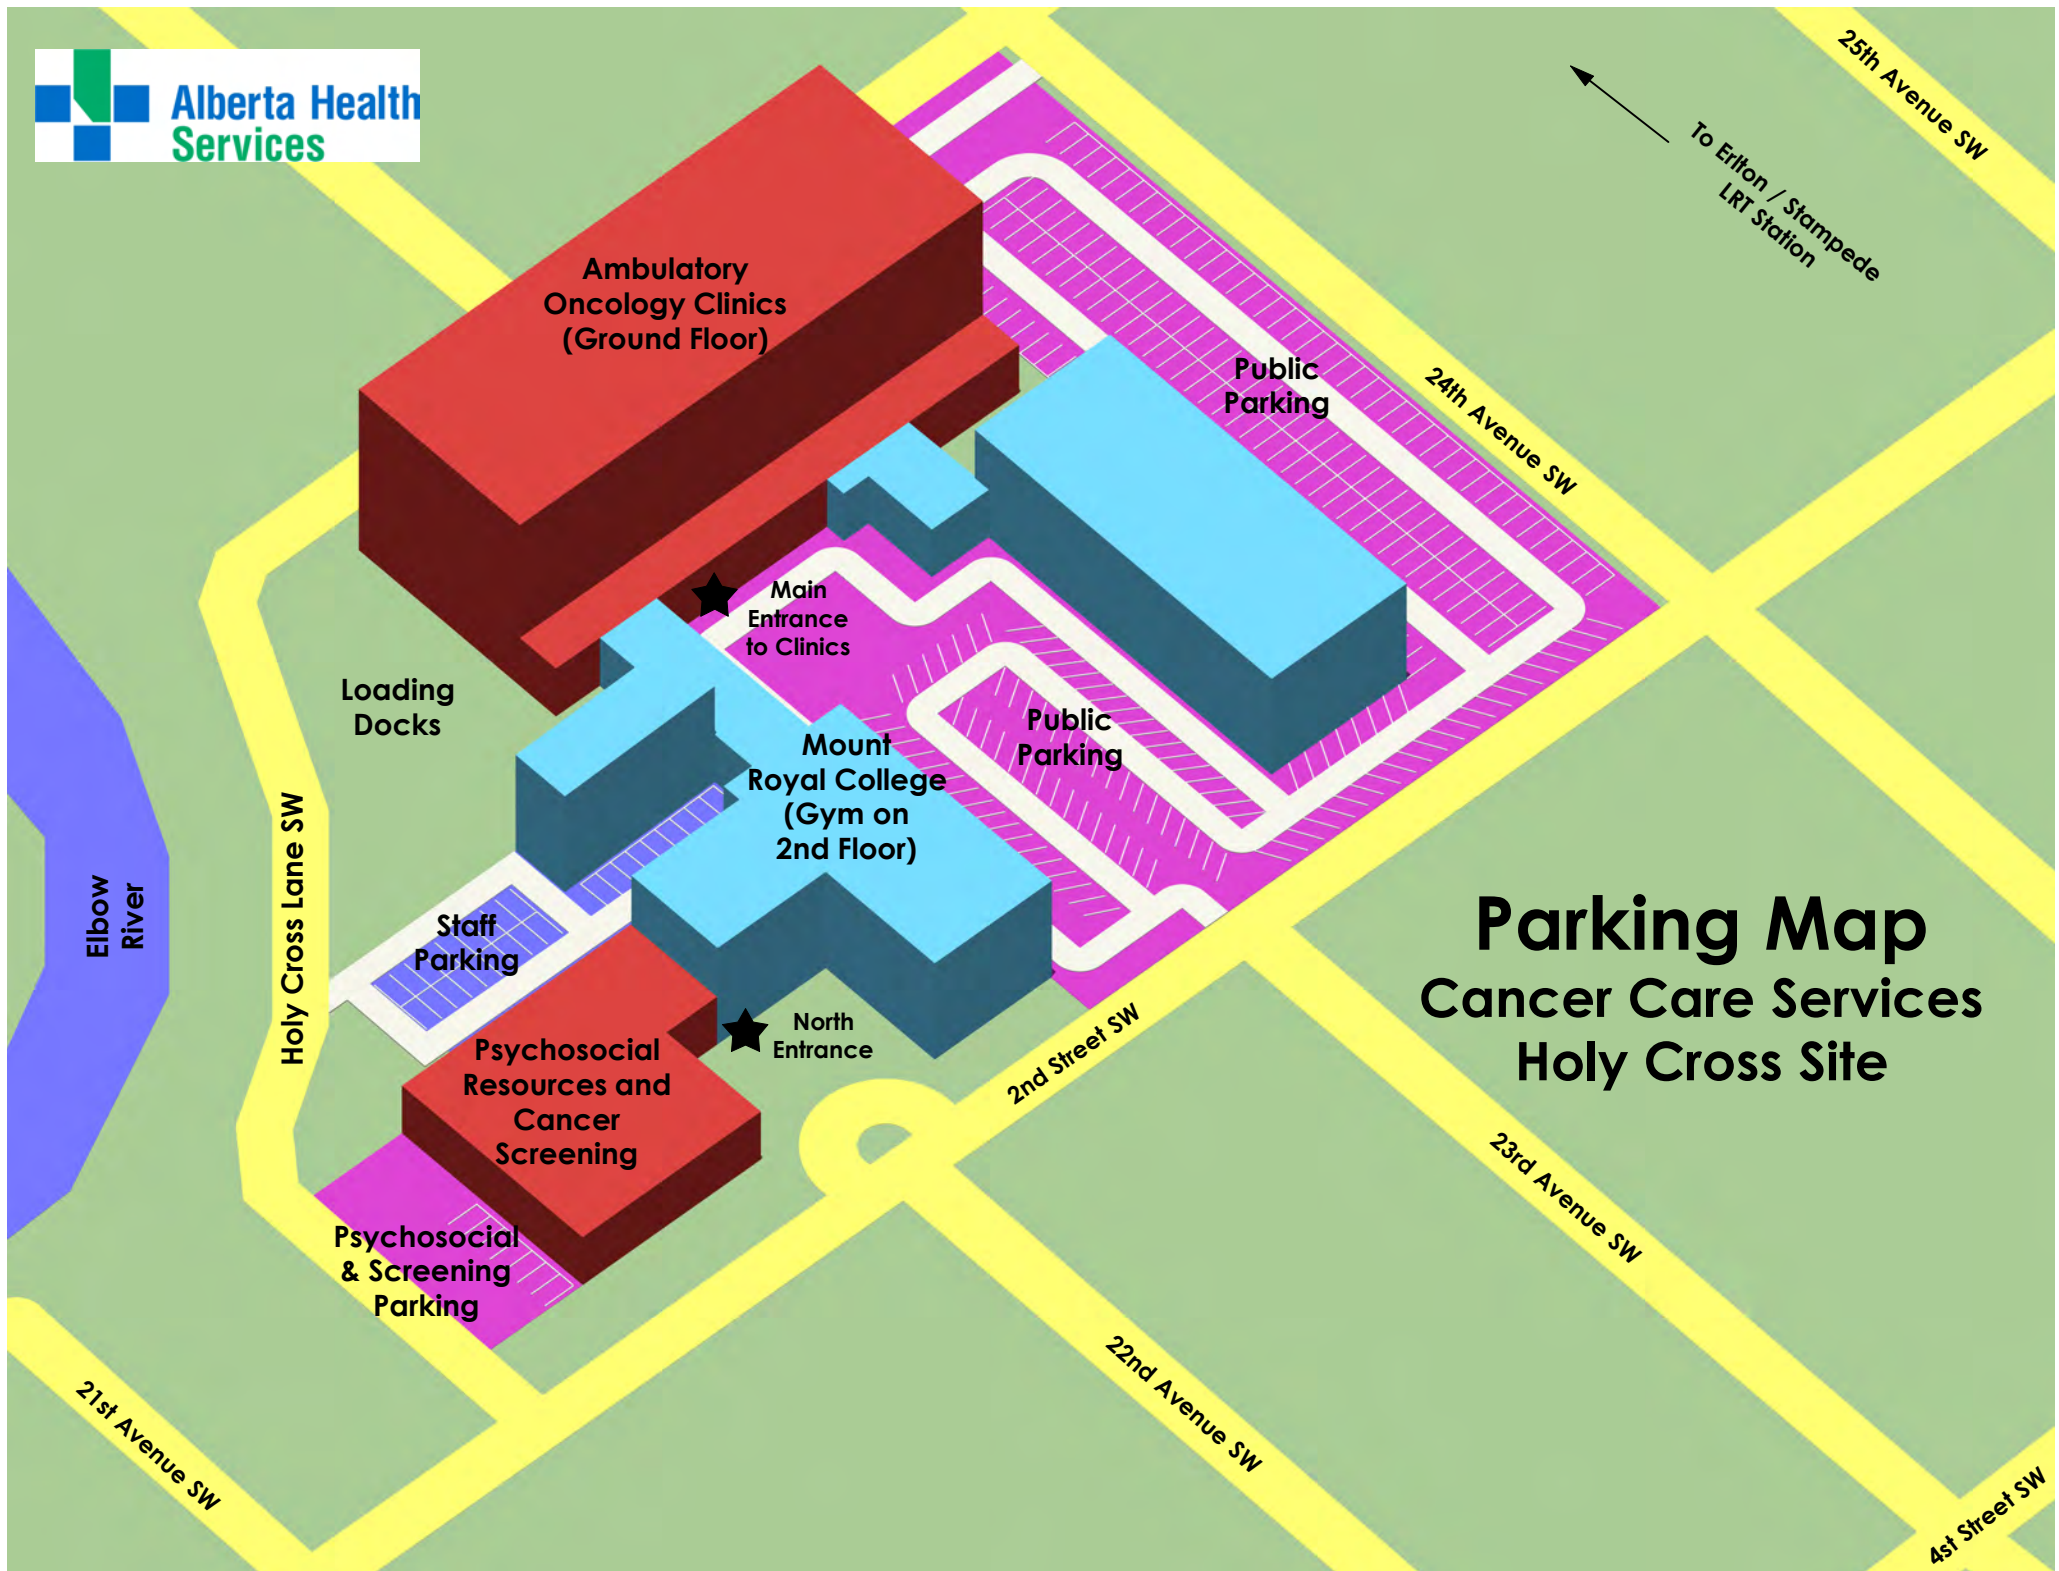 Alberta Health
Services
25th Avenue SW
To Erlton / Stampede
LRT Station
Ambulatory
Oncology Clinics
(Ground Floor)
Public
Parking
24th Avenue SW
Main
Entrance
to Clinics
Loading
Docks
Public
Parking
Mount
Royal College
(Gym on
2nd Floor)
Holy Cross Lane SW
Elbow
River
Staff
Parking
Parking Map
Cancer Care Services
Holy Cross Site
North
Entrance
2nd Street SW
Psychosocial
Resources and
Cancer
Screening
23rd Avenue SW
Psychosocial
& Screening
Parking
22nd Avenue SW
21st Avenue SW
4st Street SW